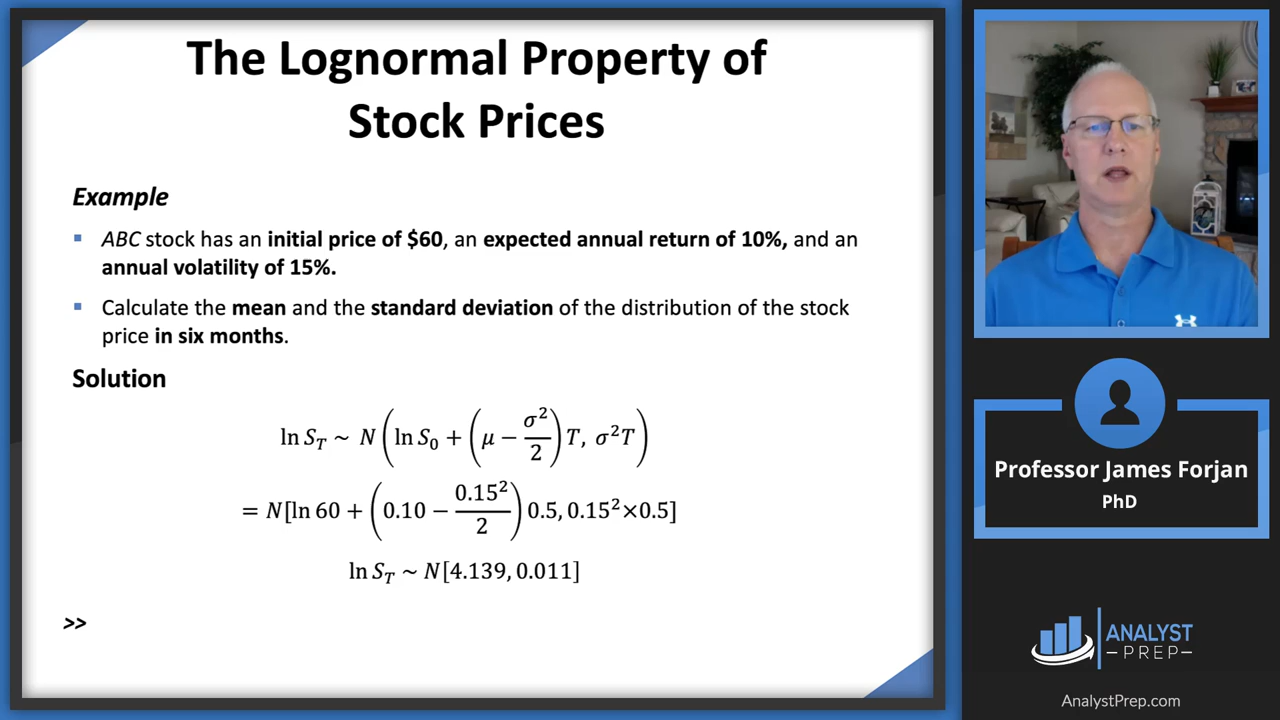 The Lognormal Property of
Stock Prices
Example
▪ ABC stock has an initial price of $60, an expected annual return of 10%, and an
annual volatility of 15%.
▪ Calculate the mean and the standard deviation of the distribution of the stock
price in six months.
Solution
ln S_T ~ N(ln S_0 + (μ − σ²/2)T, σ²T)
= N[ln 60 + (0.10 − 0.15²/2) 0.5, 0.15²×0.5]
ln S_T ~ N[4.139, 0.011]
>>
Professor James Forjan
PhD
ANALYST
–PREP–
AnalystPrep.com